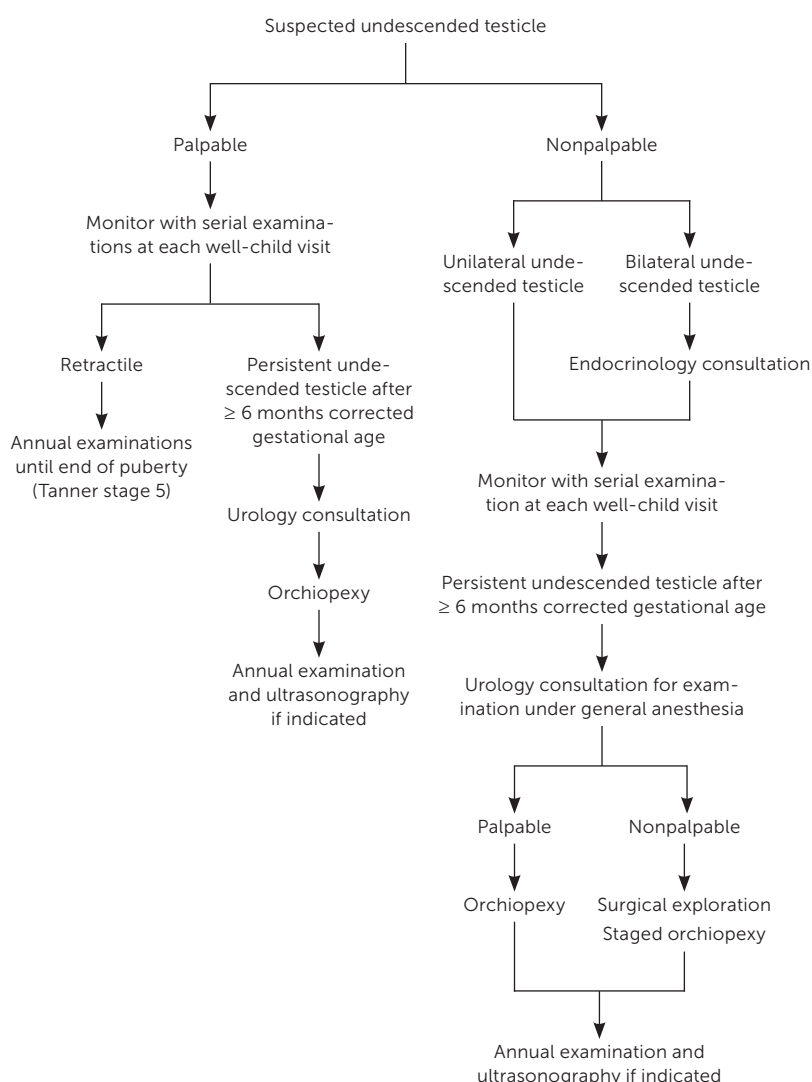 Suspected undescended testicle
Palpable
Monitor with serial examina-
tions at each well-child visit
Retractile
Annual examinations
until end of puberty
(Tanner stage 5)
Persistent unde-
scended testicle after
≥ 6 months corrected
gestational age
Urology consultation
Orchiopexy
Annual examination
and ultrasonography
if indicated
Nonpalpable
Unilateral unde-
scended testicle
Bilateral unde-
scended testicle
Endocrinology consultation
Monitor with serial examina-
tion at each well-child visit
Persistent undescended testicle after
≥ 6 months corrected gestational age
Urology consultation for exam-
ination under general anesthesia
Palpable
Orchiopexy
Nonpalpable
Surgical exploration
Staged orchiopexy
Annual examination and
ultrasonography if indicated